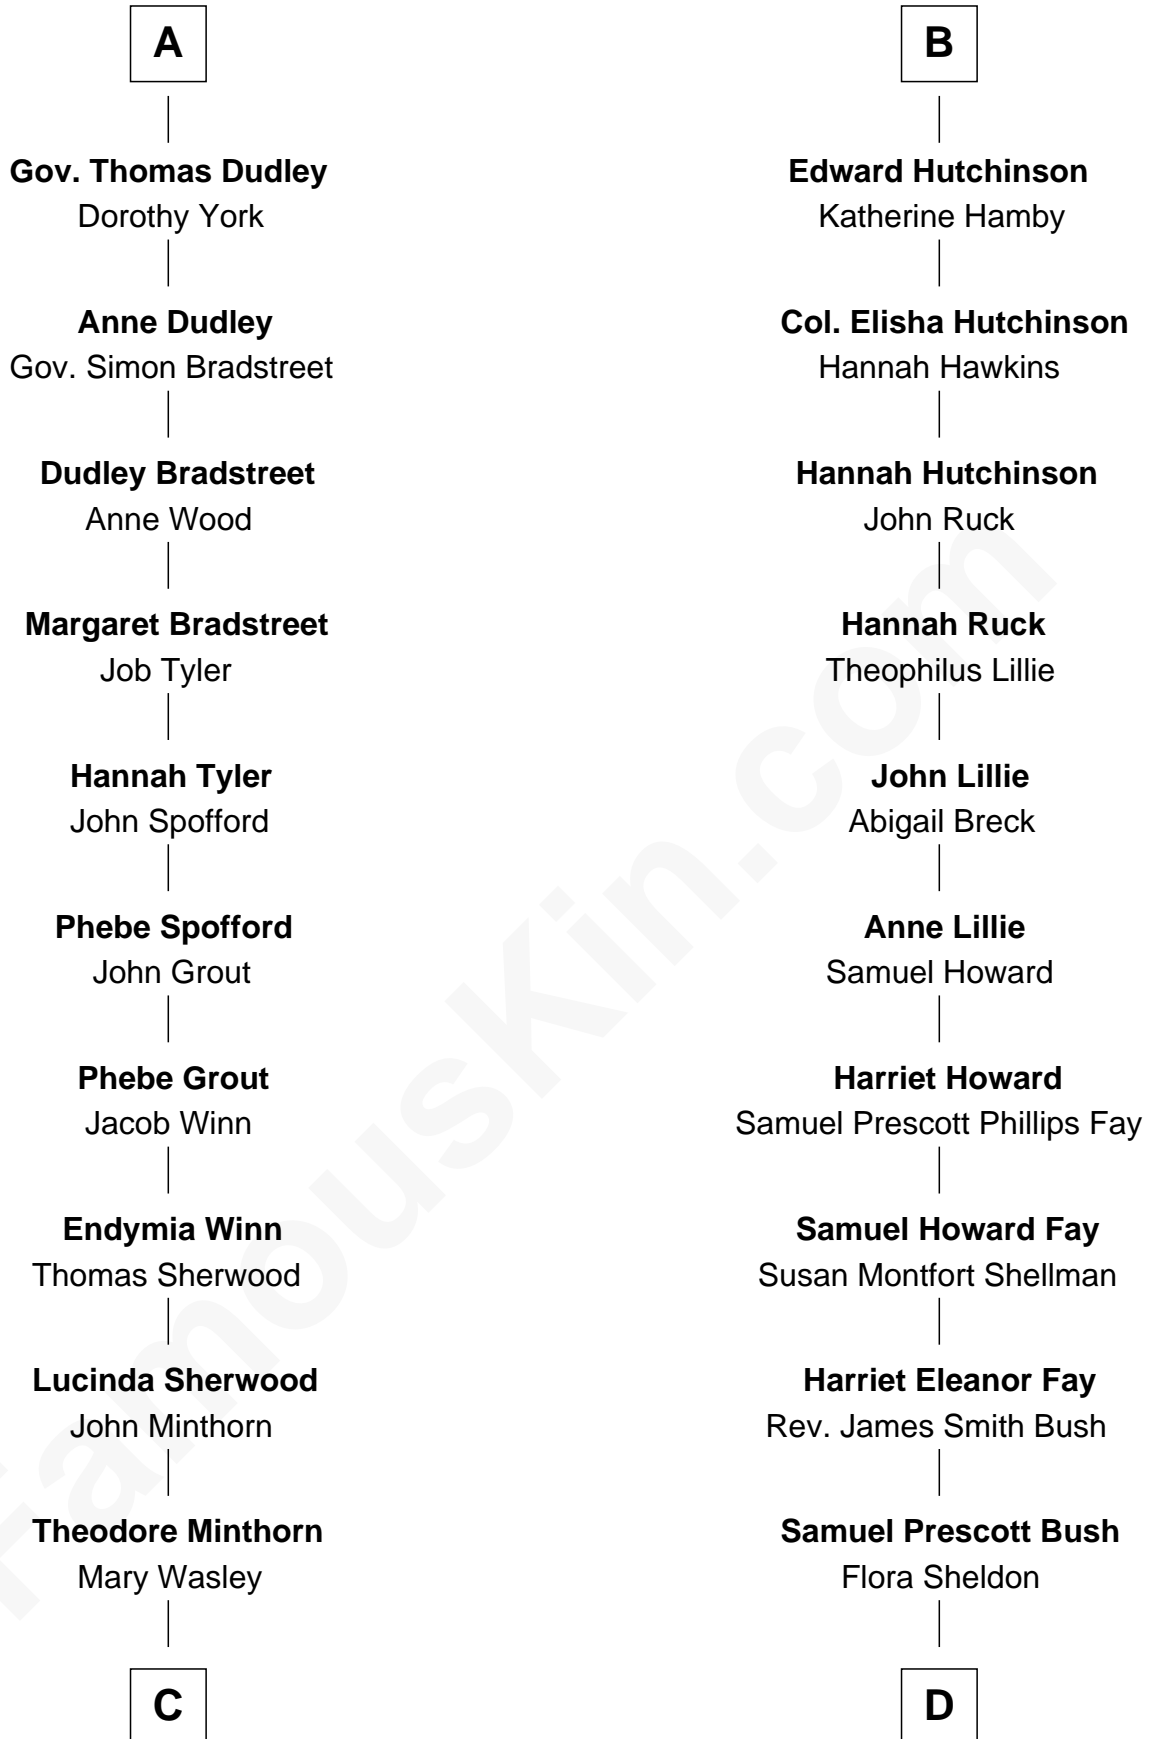 A
Gov. Thomas Dudley
Dorothy York
Anne Dudley
Gov. Simon Bradstreet
Dudley Bradstreet
Anne Wood
Margaret Bradstreet
Job Tyler
Hannah Tyler
John Spofford
Phebe Spofford
John Grout
Phebe Grout
Jacob Winn
Endymia Winn
Thomas Sherwood
Lucinda Sherwood
John Minthorn
Theodore Minthorn
Mary Wasley
C
B
Edward Hutchinson
Katherine Hamby
Col. Elisha Hutchinson
Hannah Hawkins
Hannah Hutchinson
John Ruck
Hannah Ruck
Theophilus Lillie
John Lillie
Abigail Breck
Anne Lillie
Samuel Howard
Harriet Howard
Samuel Prescott Phillips Fay
Samuel Howard Fay
Susan Montfort Shellman
Harriet Eleanor Fay
Rev. James Smith Bush
Samuel Prescott Bush
Flora Sheldon
D
FamousKin.com